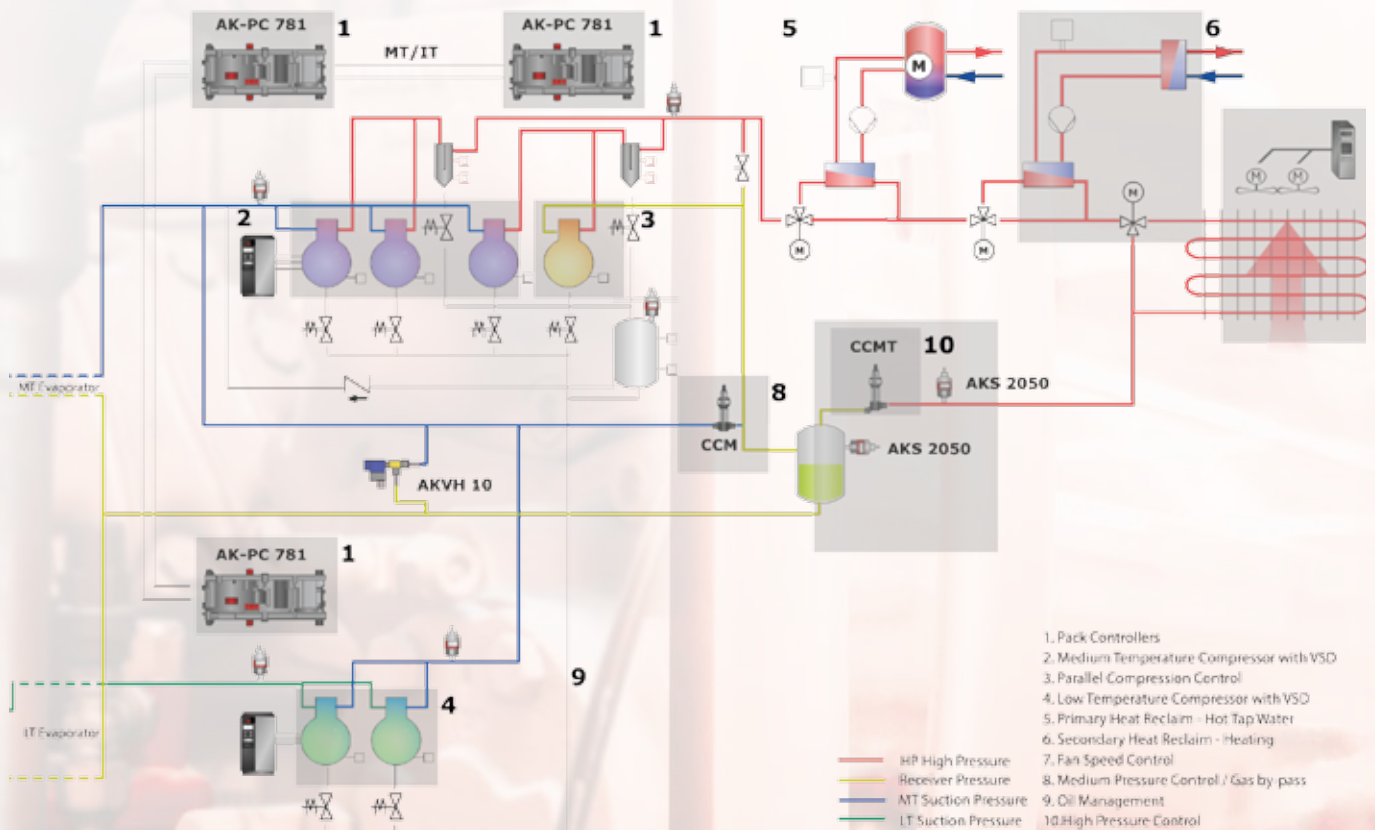 AK-PC 781
1
MT/IT
AK-PC 781
1
5
6
M
M
M
M
2
3
M
M
MT Evaporator
CCMT
10
AKS 2050
8
CCM
AKS 2050
AKVH 10
AK-PC 781
1
9
4
LT Evaporator
HP High Pressure
Receiver Pressure
MT Suction Pressure
LT Suction Pressure
1. Pack Controllers
2. Medium Temperature Compressor with VSD
3. Parallel Compression Control
4. Low Temperature Compressor with VSD
5. Primary Heat Reclaim - Hot Tap Water
6. Secondary Heat Reclaim - Heating
7. Fan Speed Control
8. Medium Pressure Control / Gas by-pass
9. Oil Management
10.High Pressure Control